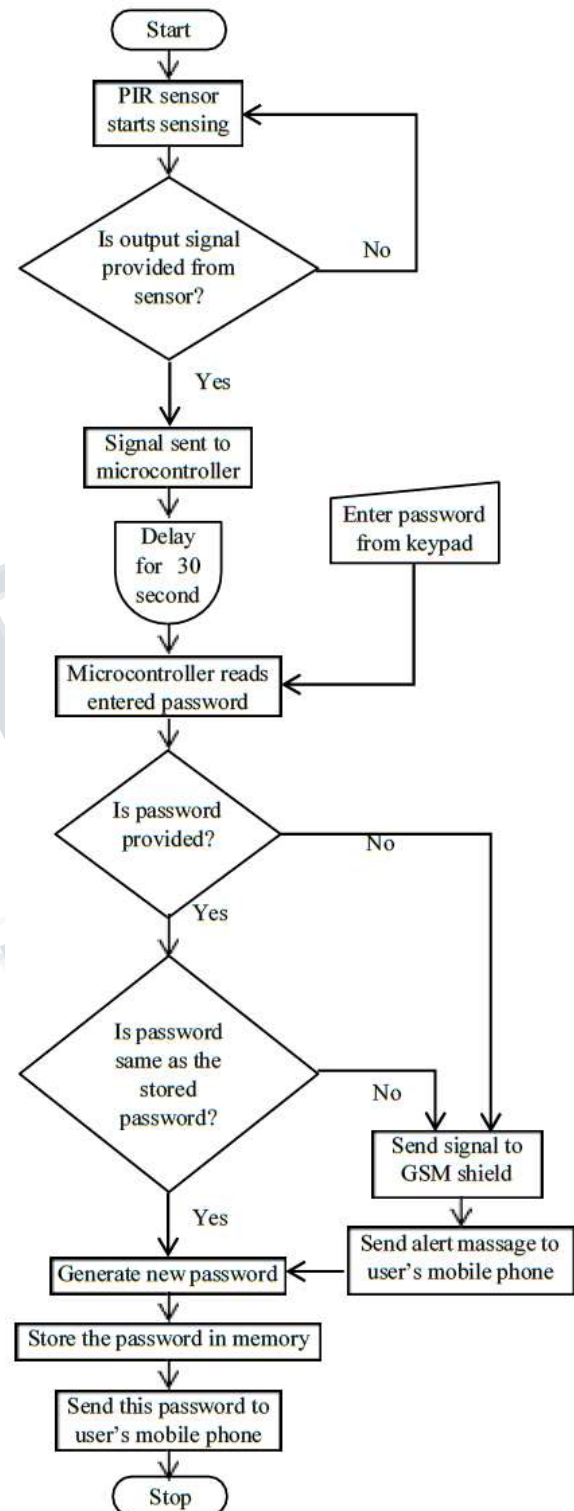 Start
PIR sensor
starts sensing
Is output signal
provided from
sensor?
No
Yes
Signal sent to
microcontroller
Delay
for 30
second
Enter password
from keypad
Microcontroller reads
entered password
Is password
provided?
No
Yes
Is password
same as the
stored
password?
No
Yes
Send signal to
GSM shield
Send alert massage to
user's mobile phone
Generate new password
Store the password in memory
Send this password to
user's mobile phone
Stop